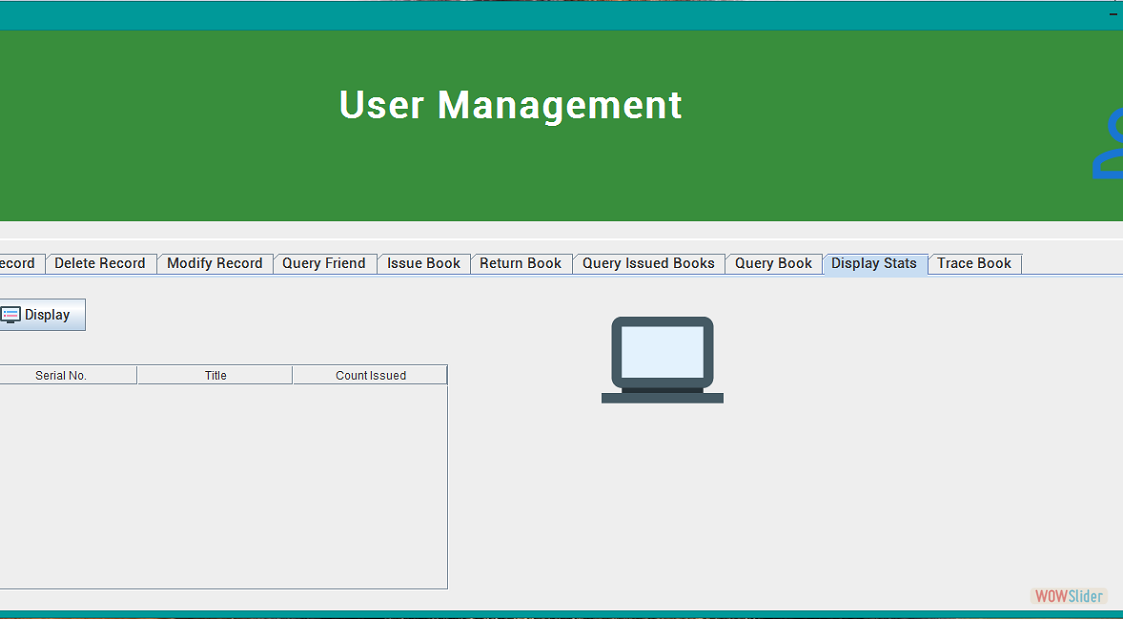 User Management
ecord Delete Record Modify Record Query Friend Issue Book Return Book Query Issued Books Query Book Display Stats Trace Book
Display
Serial No. Title Count Issued
WOWSlider